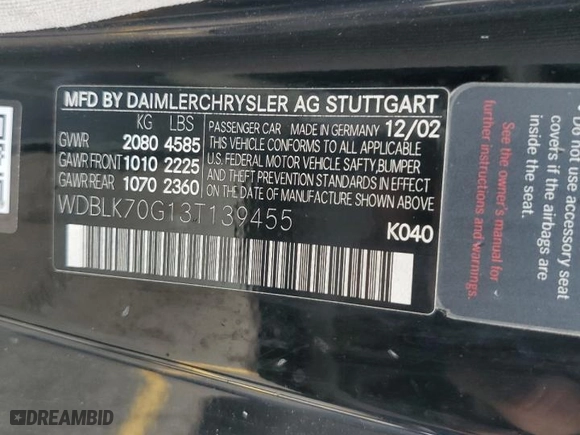 MFD BY DAIMLERCHRYSLER AG STUTTGART
KG LBS
GVWR 2080 4585
GAWR FRONT 1010 2225
GAWR REAR 1070 2360
PASSENGER CAR MADE IN GERMANY 12/02
THIS VEHICLE CONFORMS TO ALL APPLICABLE
U.S. FEDERAL MOTOR VEHICLE SAFTY, BUMPER
AND THEFT PREVENTION STANDARDS IN EFFECT
ON THE DATE OF MANUFACTURE SHOWN ABOVE
WDBLK70G13T139455
K040
See the owner's manual for
further instructions and warnings.
Do not use accessory seat
covers if the airbags are
inside the seat.
DREAMBID